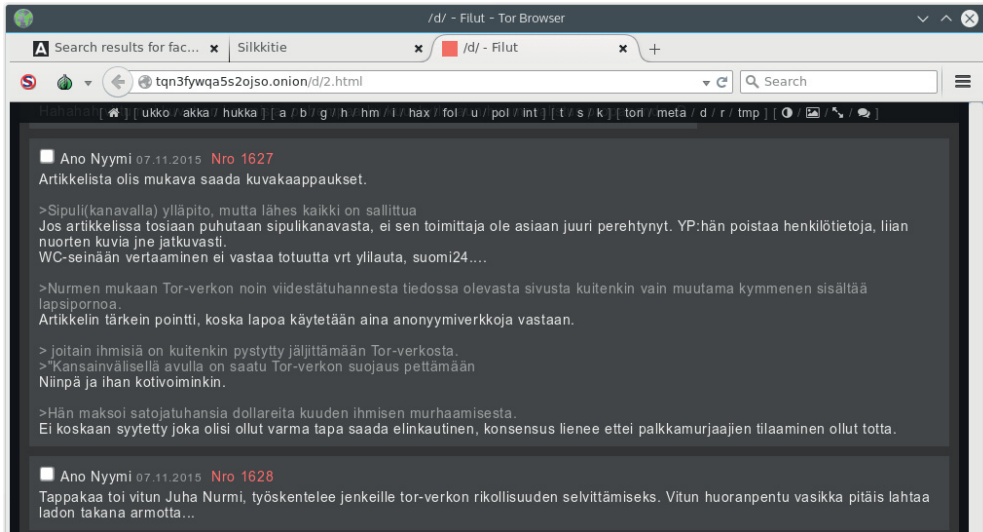 /d/ - Filut - Tor Browser
Search results for fac...
Silkkitie
/d/ - Filut
tqn3fywqa5s2ojso.onion/d/2.html
Search
[ ] [ ukko / akka / hukka ] [ a / b / g / h / hm / i / hax / fol / u / pol / int ] [ t / s / k ] [ tori / meta / d / r / tmp ] [ / / / ]
Ano Nyymi 07.11.2015 Nro 1627
Artikkelista olis mukava saada kuvakaappaukset.
>Sipuli(kanavalla) ylläpito, mutta lähes kaikki on sallittua
Jos artikkelissa tosiaan puhutaan sipulikanavasta, ei sen toimittaja ole asiaan juuri perehtynyt. YP:hän poistaa henkilötietoja, liian
nuorten kuvia jne jatkuvasti.
WC-seinään vertaaminen ei vastaa totuutta vrt ylilauta, suomi24....
>Nurmen mukaan Tor-verkon noin viidestätuhannesta tiedossa olevasta sivusta kuitenkin vain muutama kymmenen sisältää
lapsipornoa.
Artikkelin tärkein pointti, koska lapoa käytetään aina anonyymiverkkoja vastaan.
> joitain ihmisiä on kuitenkin pystytty jäljittämään Tor-verkosta.
>"Kansainvälisellä avulla on saatu Tor-verkon suojaus pettämään
Niinpä ja ihan kotivoiminkin.
>Hän maksoi satojatuhansia dollareita kuuden ihmisen murhaamisesta.
Ei koskaan syytetty joka olisi ollut varma tapa saada elinkautinen, konsensus lienee ettei palkkamurjaajien tilaaminen ollut totta.
Ano Nyymi 07.11.2015 Nro 1628
Tappakaa toi vitun Juha Nurmi, työskentelee jenkeille tor-verkon rikollisuuden selvittämiseks. Vitun huoranpentu vasikka pitäis lahtaa
ladon takana armotta...